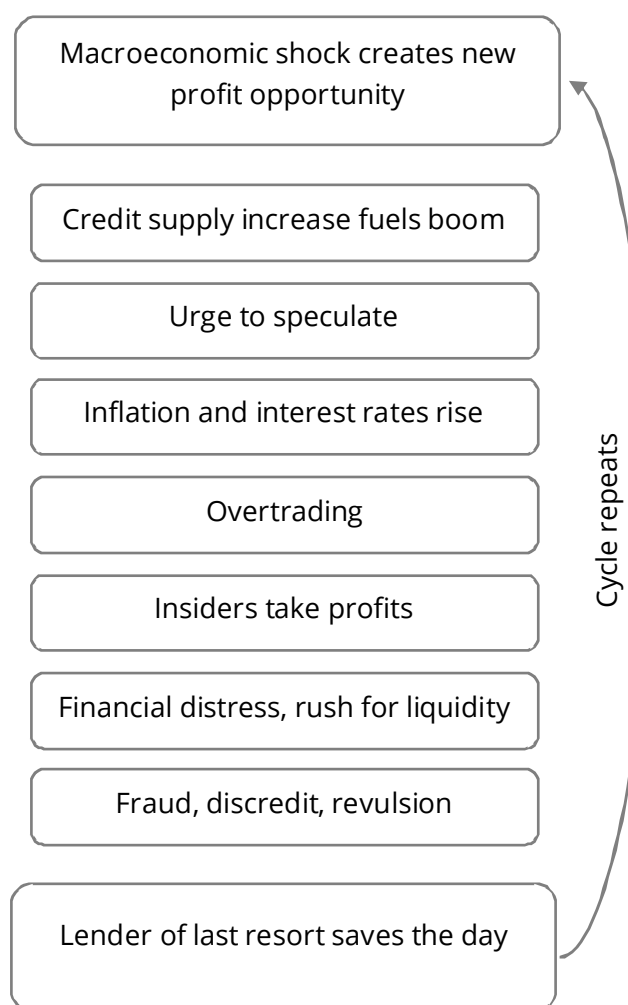 Macroeconomic shock creates new
profit opportunity
Credit supply increase fuels boom
Urge to speculate
Inflation and interest rates rise
Overtrading
Insiders take profits
Financial distress, rush for liquidity
Fraud, discredit, revulsion
Lender of last resort saves the day
Cycle repeats